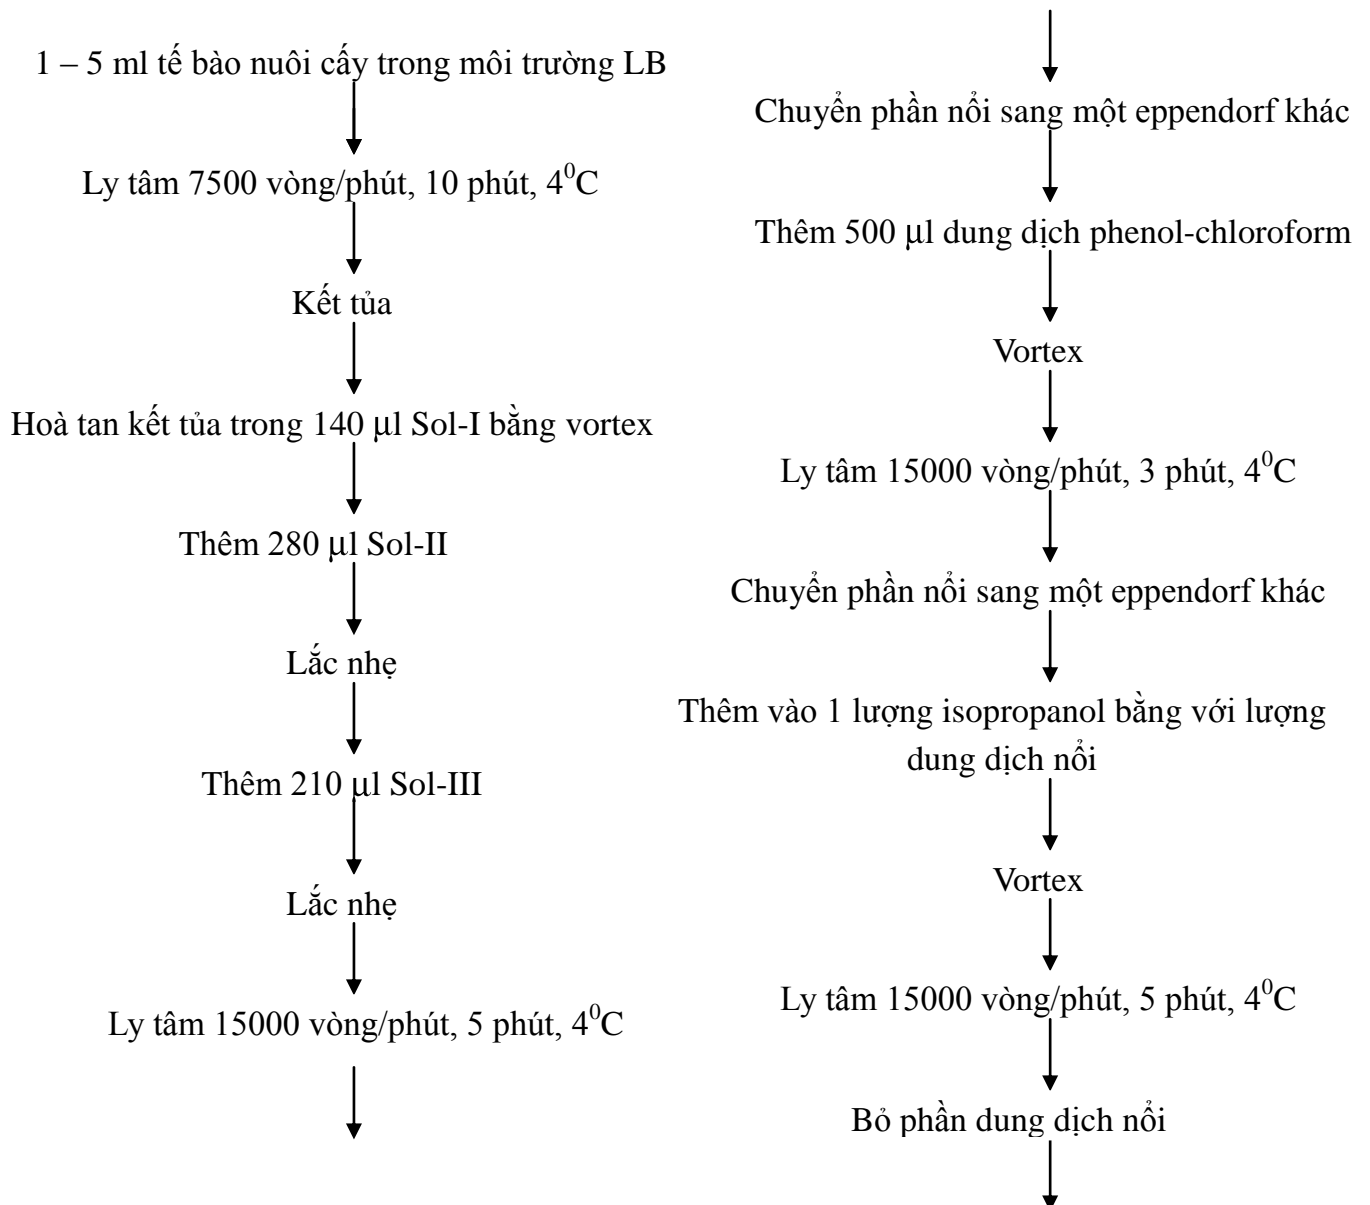 1 – 5 ml tế bào nuôi cấy trong môi trường LB
Ly tâm 7500 vòng/phút, 10 phút, 4⁰C
Kết tủa
Hoà tan kết tủa trong 140 μl Sol-I bằng vortex
Thêm 280 μl Sol-II
Lắc nhẹ
Thêm 210 μl Sol-III
Lắc nhẹ
Ly tâm 15000 vòng/phút, 5 phút, 4⁰C
Chuyển phần nổi sang một eppendorf khác
Thêm 500 μl dung dịch phenol-chloroform
Vortex
Ly tâm 15000 vòng/phút, 3 phút, 4⁰C
Chuyển phần nổi sang một eppendorf khác
Thêm vào 1 lượng isopropanol bằng với lượng
dung dịch nổi
Vortex
Ly tâm 15000 vòng/phút, 5 phút, 4⁰C
Bỏ phần dung dịch nổi